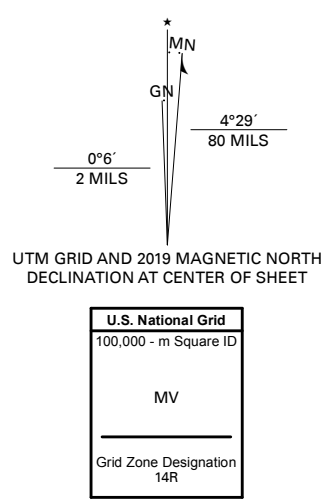 ★
MN
GN
4°29´
80 MILS
0°6´
2 MILS
UTM GRID AND 2019 MAGNETIC NORTH
DECLINATION AT CENTER OF SHEET
U.S. National Grid
100,000 - m Square ID
MV
Grid Zone Designation
14R